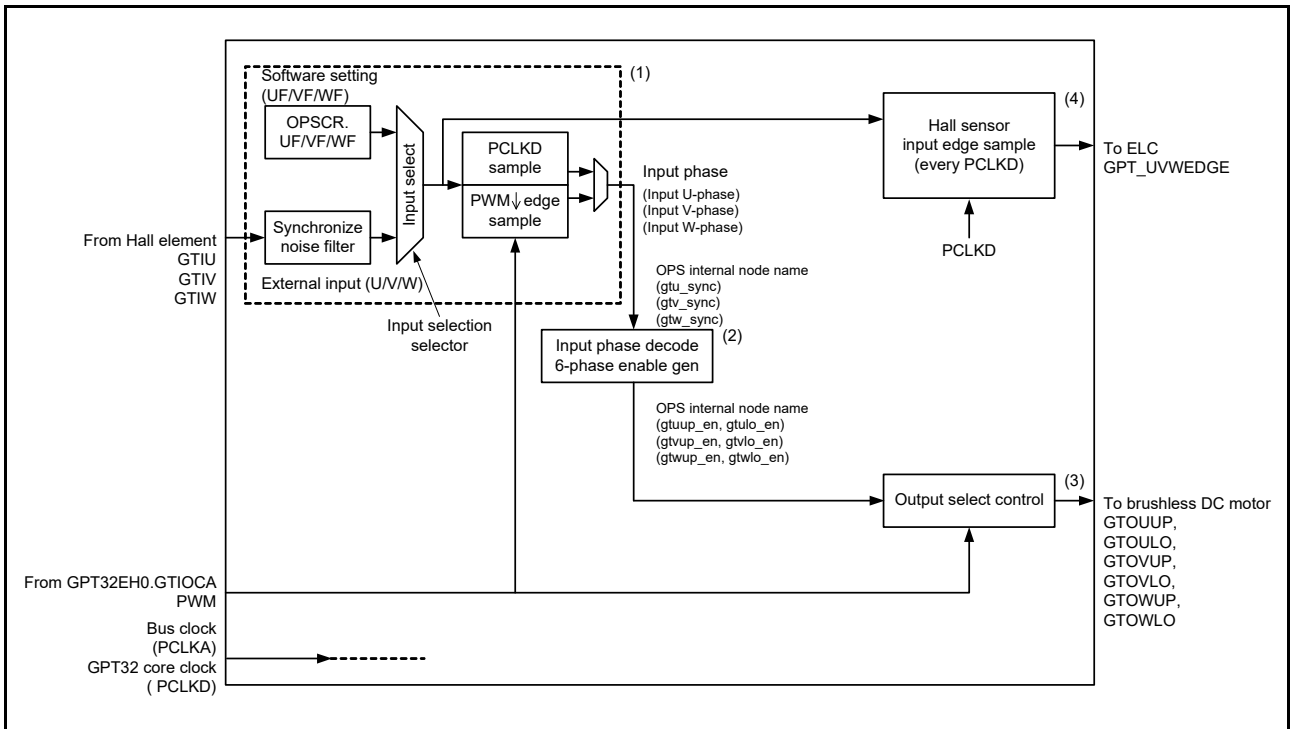 Software setting
(UF/VF/WF)
(1)
OPSCR.
UF/VF/WF
Input select
PCLKD
sample
PWM↓edge
sample
Synchronize
noise filter
External input (U/V/W)
From Hall element
GTIU
GTIV
GTIW
Input selection
selector
Input phase
(Input U-phase)
(Input V-phase)
(Input W-phase)
OPS internal node name
(gtu_sync)
(gtv_sync)
(gtw_sync)
(2)
Input phase decode
6-phase enable gen
OPS internal node name
(gtuup_en, gtulo_en)
(gtvup_en, gtvlo_en)
(gtwup_en, gtwlo_en)
(4)
Hall sensor
input edge sample
(every PCLKD)
PCLKD
To ELC
GPT_UVWEDGE
(3)
Output select control
To brushless DC motor
GTOUUP,
GTOULO,
GTOVUP,
GTOVLO,
GTOWUP,
GTOWLO
From GPT32EH0.GTIOCA
PWM
Bus clock
(PCLKA)
GPT32 core clock
( PCLKD)